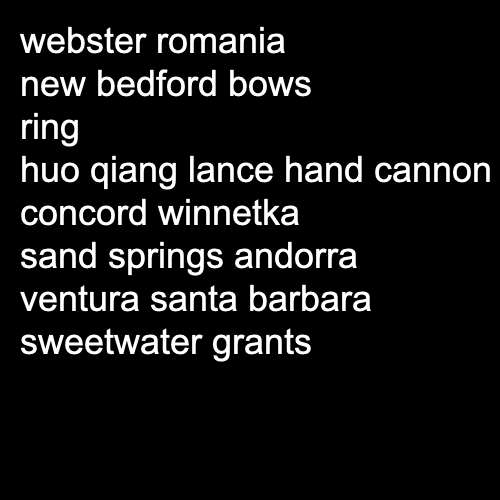 webster romania
new bedford bows
ring
huo qiang lance hand cannon
concord winnetka
sand springs andorra
ventura santa barbara
sweetwater grants